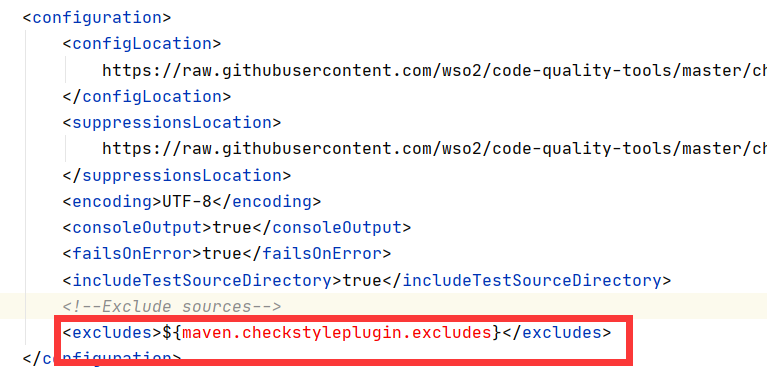 <configuration>
<configLocation>
https://raw.githubusercontent.com/wso2/code-quality-tools/master/ch
</configLocation>
<suppressionsLocation>
https://raw.githubusercontent.com/wso2/code-quality-tools/master/ch
</suppressionsLocation>
<encoding>UTF-8</encoding>
<consoleOutput>true</consoleOutput>
<failsOnError>true</failsOnError>
<includeTestSourceDirectory>true</includeTestSourceDirectory>
<!--Exclude sources-->
<excludes>${maven.checkstyleplugin.excludes}</excludes>
</configuration>